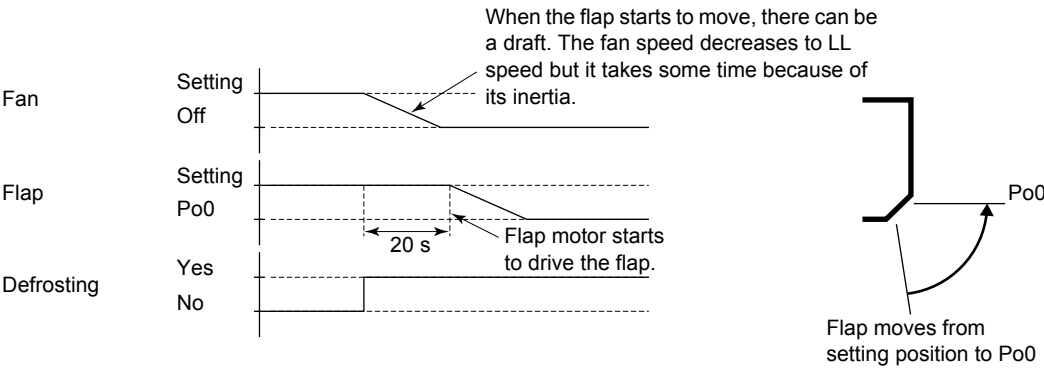 When the flap starts to move, there can be
a draft. The fan speed decreases to LL
speed but it takes some time because of
its inertia.
Fan
Setting
Off
Flap
Setting
Po0
20 s
Flap motor starts
to drive the flap.
Defrosting
Yes
No
Po0
Flap moves from
setting position to Po0